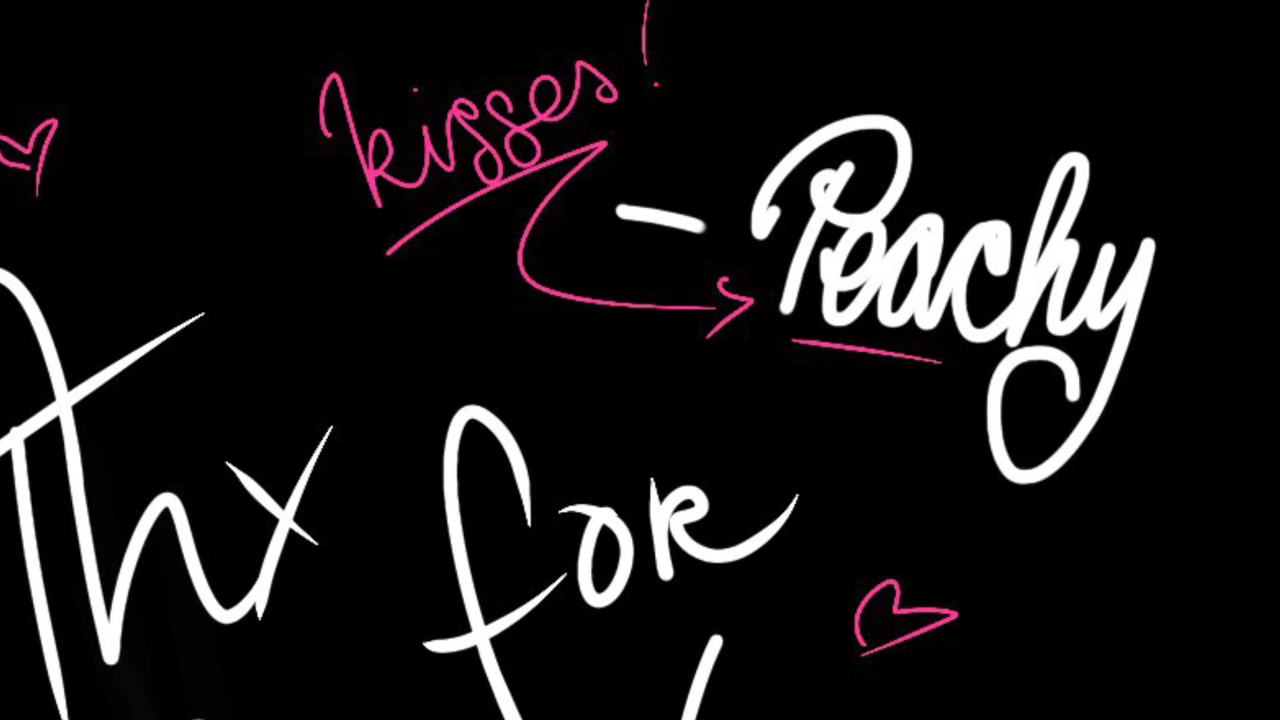 kisses!
- Peachy
Thx for